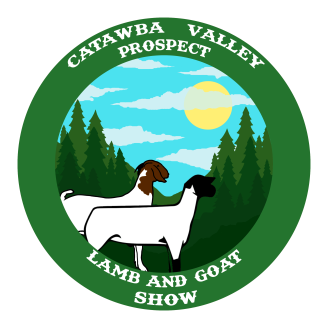 CATAWBA VALLEY
PROSPECT
LAMB AND GOAT
SHOW